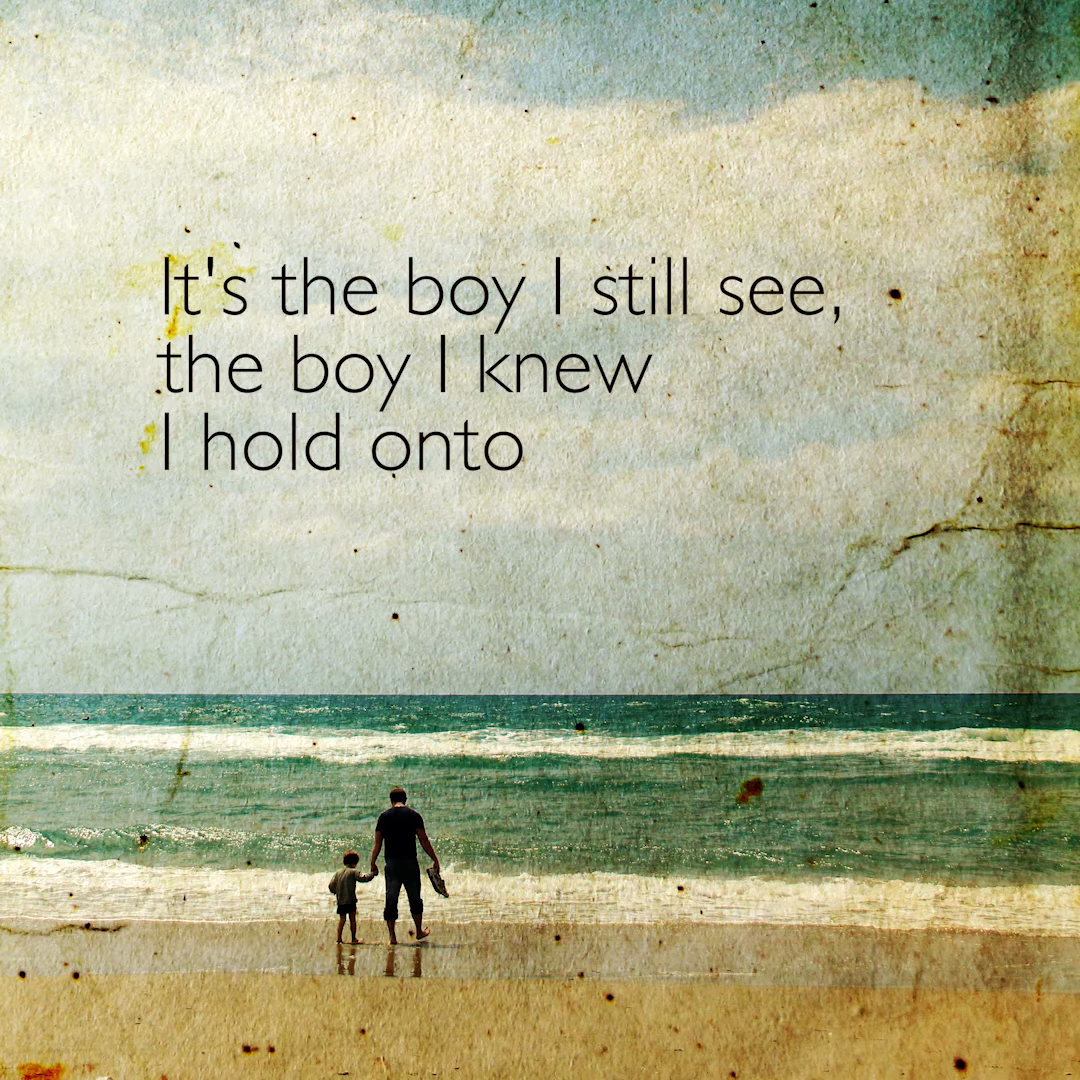 It's the boy I still see,
the boy I knew
I hold onto